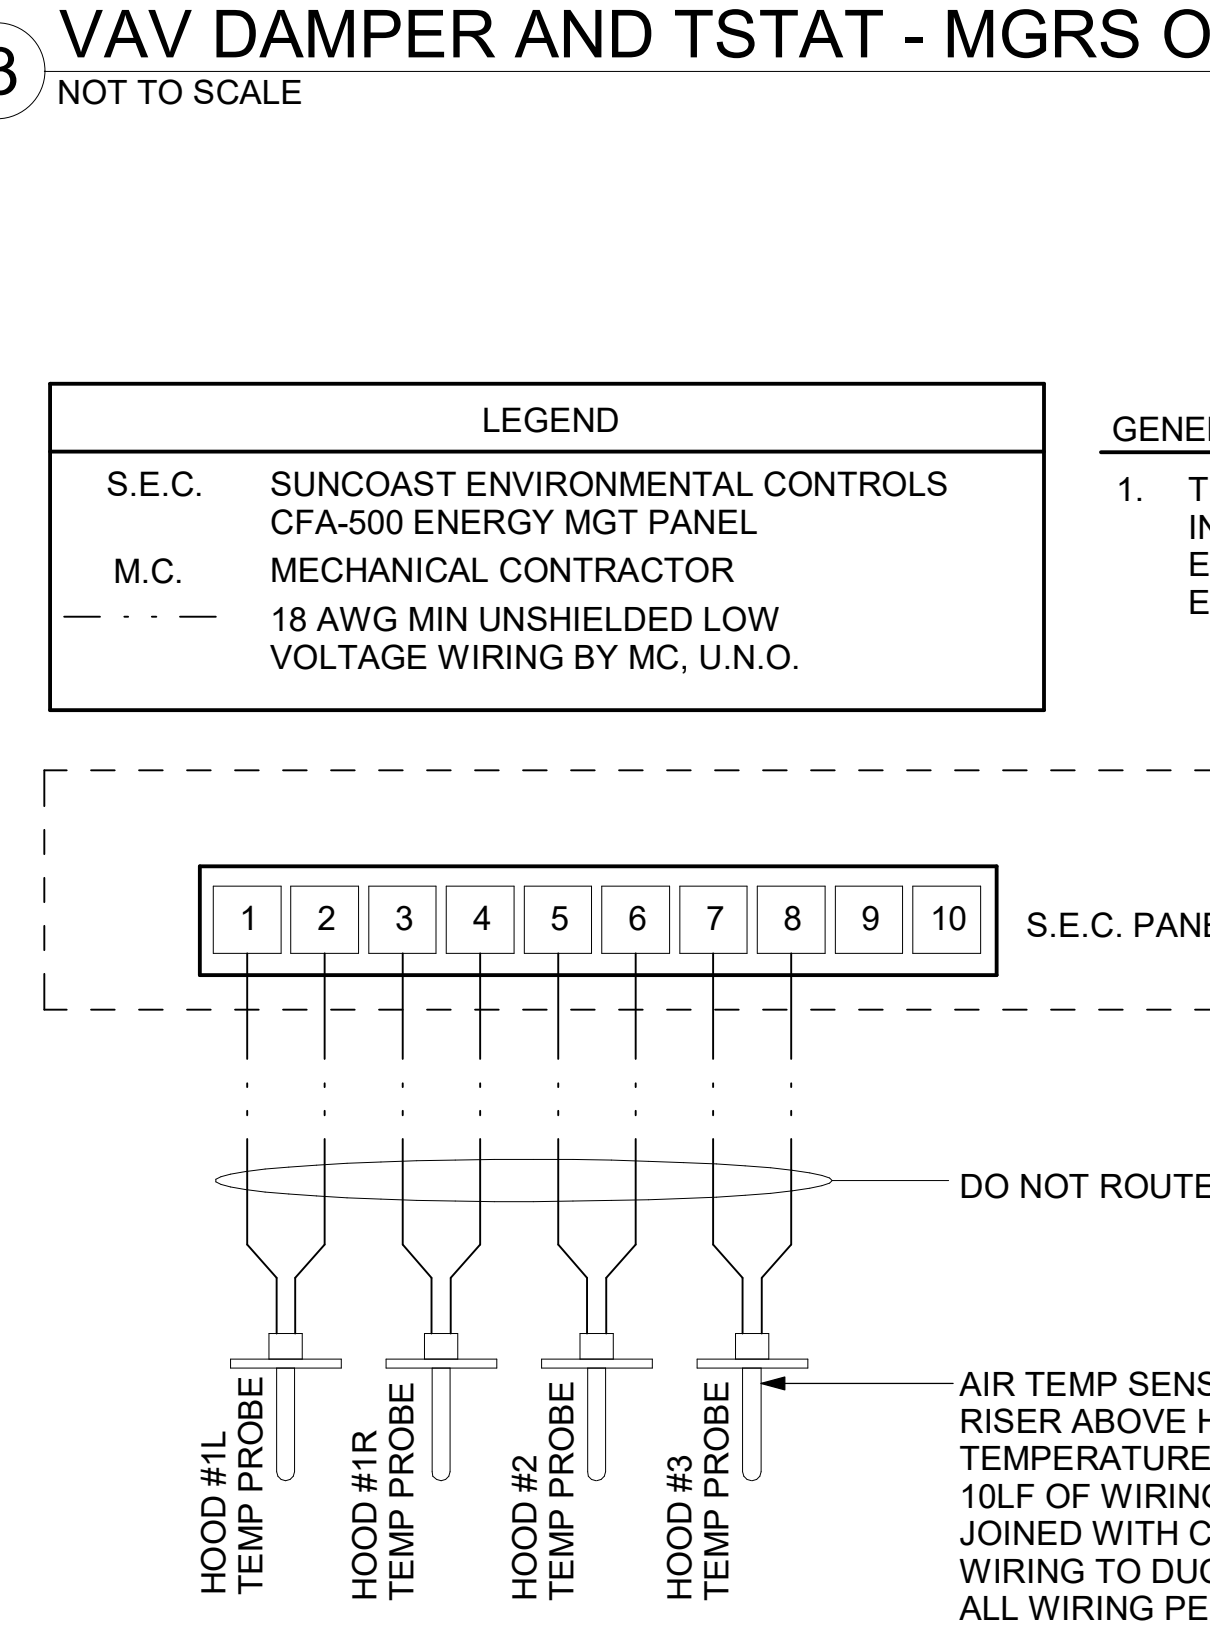 3
VAV DAMPER AND TSTAT - MGRS O
NOT TO SCALE
LEGEND
S.E.C. SUNCOAST ENVIRONMENTAL CONTROLS
CFA-500 ENERGY MGT PANEL
M.C. MECHANICAL CONTRACTOR
18 AWG MIN UNSHIELDED LOW
VOLTAGE WIRING BY MC, U.N.O.
GENE
1. T
IN
E
E
1 2 3 4 5 6 7 8 9 10
S.E.C. PANE
DO NOT ROUTE
HOOD #1L
TEMP PROBE
HOOD #1R
TEMP PROBE
HOOD #2
TEMP PROBE
HOOD #3
TEMP PROBE
AIR TEMP SENS
RISER ABOVE H
TEMPERATURE
10LF OF WIRING
JOINED WITH C
WIRING TO DUC
ALL WIRING PE